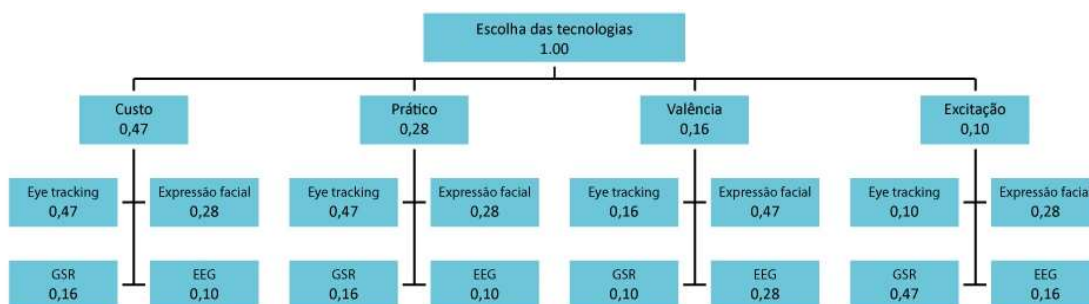 Escolha das tecnologias
1.00
Custo
0,47
Prático
0,28
Valência
0,16
Excitação
0,10
Eye tracking
0,47
Expressão facial
0,28
Eye tracking
0,47
Expressão facial
0,28
Eye tracking
0,16
Expressão facial
0,47
Eye tracking
0,10
Expressão facial
0,28
GSR
0,16
EEG
0,10
GSR
0,16
EEG
0,10
GSR
0,10
EEG
0,28
GSR
0,47
EEG
0,16